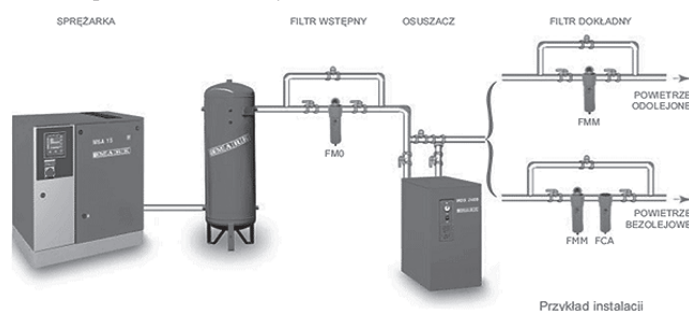 SPRĘŻARKA
FILTR WSTĘPNY
OSUSZACZ
FILTR DOKŁADNY
FM0
FMM
POWIETRZE
ODOLEJONE
FMM
FCA
POWIETRZE
BEZOLEJOWE
Przykład instalacji